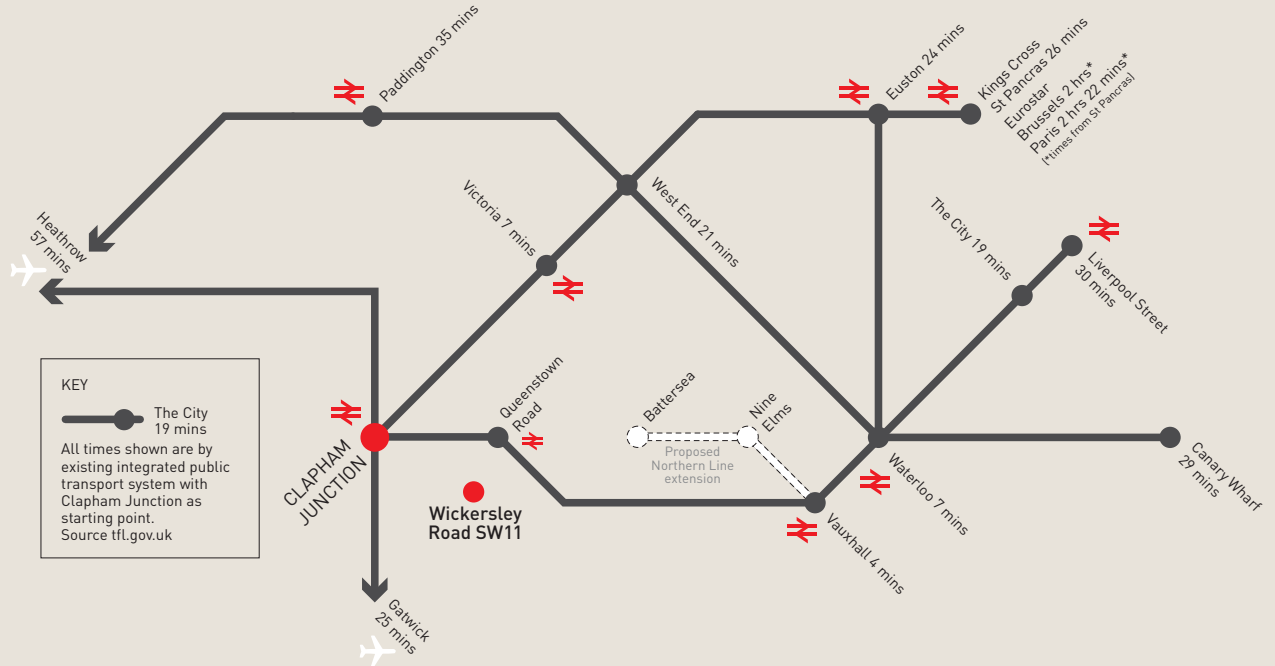 Paddington 35 mins
Euston 24 mins
Kings Cross
St Pancras 26 mins
Eurostar
Brussels 2 hrs*
Paris 2 hrs 22 mins*
(*times from St Pancras)
Victoria 7 mins
West End 21 mins
The City 19 mins
Liverpool Street
30 mins
Heathrow
57 mins
KEY
The City
19 mins
All times shown are by
existing integrated public
transport system with
Clapham Junction as
starting point.
Source tfl.gov.uk
CLAPHAM
JUNCTION
Queenstown
Road
Wickersley
Road SW11
Battersea
Nine
Elms
Proposed
Northern Line
extension
Waterloo 7 mins
Vauxhall 4 mins
Canary Wharf
29 mins
Gatwick
25 mins